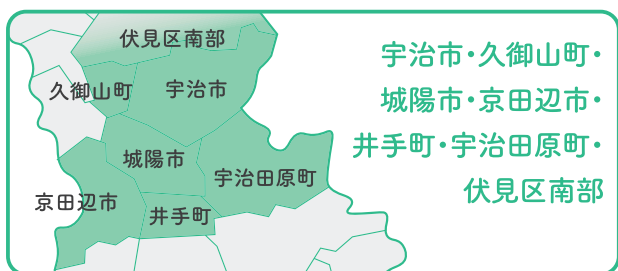 伏見区南部
久御山町
宇治市
城陽市
宇治田原町
京田辺市
井手町
宇治市・久御山町・
城陽市・京田辺市・
井手町・宇治田原町・
伏見区南部